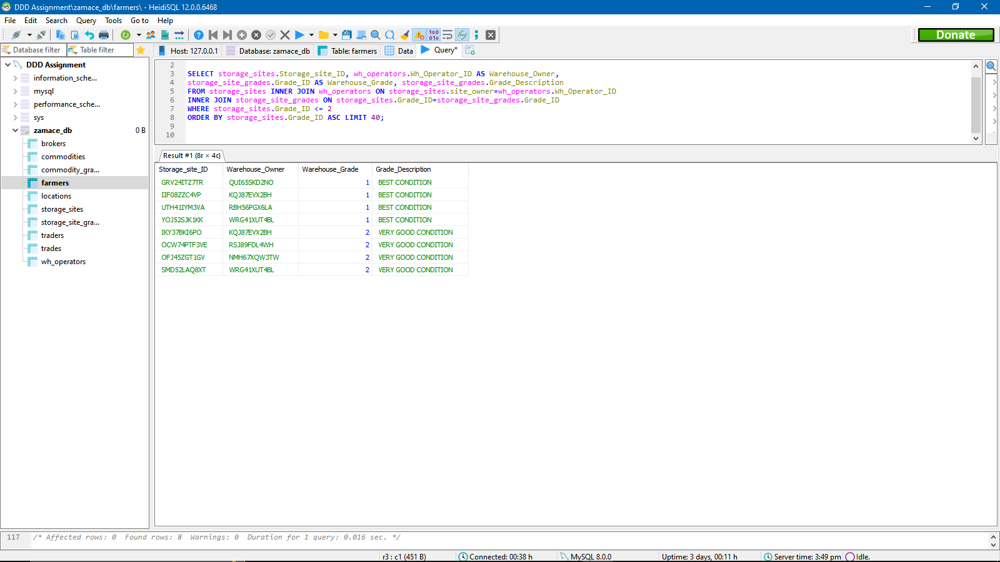 DDD Assignment\zamace_db\farmers\ - HeidiSQL 12.0.0.6468
File Edit Search Query Tools Go to Help
Donate
Database filter Table filter Host: 127.0.0.1 Database: zamace_db Table: farmers Data Query*
DDD Assignment
information_sche...
mysql
performance_sche...
sys
zamace_db 0 B
brokers
commodities
commodity_gra...
farmers
locations
storage_sites
storage_site_gra...
traders
trades
wh_operators
2
3 SELECT storage_sites.Storage_site_ID, wh_operators.Wh_Operator_ID AS Warehouse_Owner,
4 storage_site_grades.Grade_ID AS Warehouse_Grade, storage_site_grades.Grade_Description
5 FROM storage_sites INNER JOIN wh_operators ON storage_sites.site_owner=wh_operators.Wh_Operator_ID
6 INNER JOIN storage_site_grades ON storage_sites.Grade_ID=storage_site_grades.Grade_ID
7 WHERE storage_sites.Grade_ID <= 2
8 ORDER BY storage_sites.Grade_ID ASC LIMIT 40;
9
10
Result #1 (8r × 4c)
Storage_site_ID Warehouse_Owner Warehouse_Grade Grade_Description
GRV24ITZ7TR QUI65SKD2NO 1 BEST CONDITION
IIF08ZZC4VP KQJ87EVX2BH 1 BEST CONDITION
UTH41IYM3VA RBH56PGX6LA 1 BEST CONDITION
YOJ52SJK1KK WRG41XUT4BL 1 BEST CONDITION
IKY37BKI6PO KQJ87EVX2BH 2 VERY GOOD CONDITION
OCW74PTF3VE RSJ89FDL4WH 2 VERY GOOD CONDITION
OFJ45ZGT1GV NMH67XQW3TW 2 VERY GOOD CONDITION
SMD52LAQ8XT WRG41XUT4BL 2 VERY GOOD CONDITION
117 /* Affected rows: 0 Found rows: 8 Warnings: 0 Duration for 1 query: 0.016 sec. */
r3 : c1 (451 B) Connected: 00:38 h MySQL 8.0.0 Uptime: 3 days, 00:11 h Server time: 3:49 pm Idle.